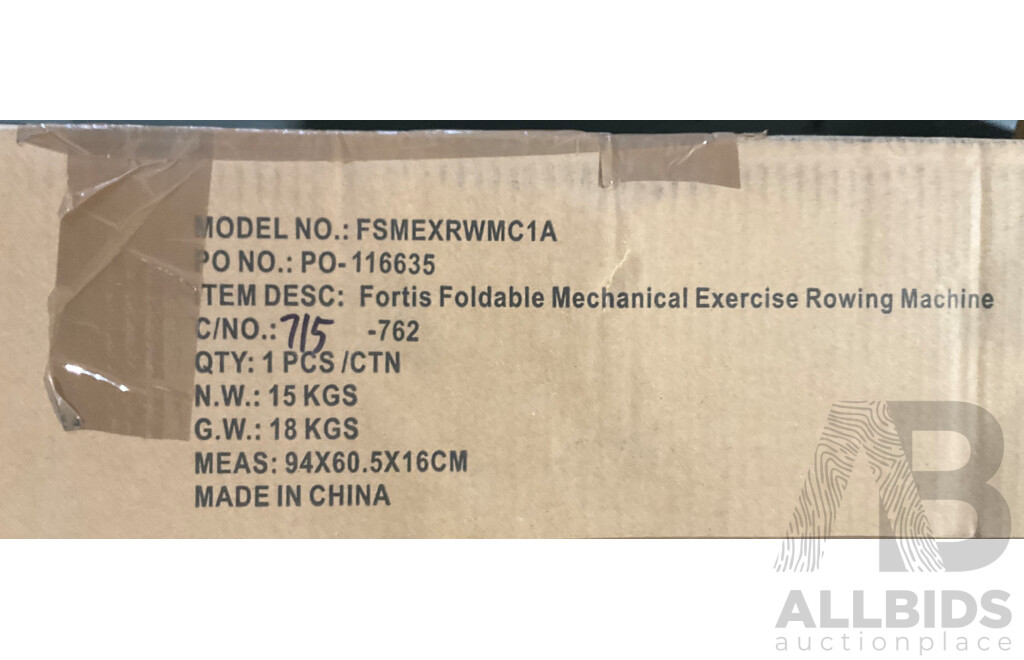 MODEL NO.: FSMEXRWMC1A
PO NO.: PO-116635
ITEM DESC: Fortis Foldable Mechanical Exercise Rowing Machine
C/NO.: 715 -762
QTY: 1 PCS /CTN
N.W.: 15 KGS
G.W.: 18 KGS
MEAS: 94X60.5X16CM
MADE IN CHINA
AB
ALLBIDS
auctionplace